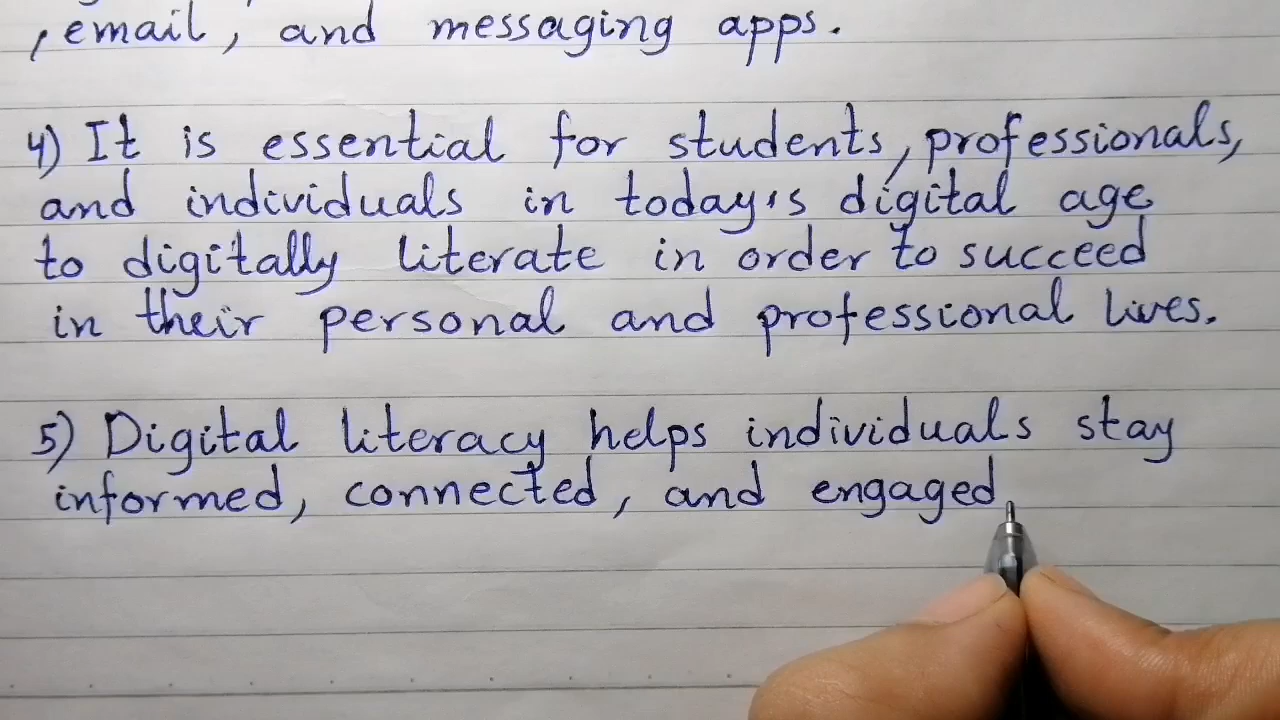 , email, and messaging apps.
4) It is essential for students, professionals,
and individuals in today's digital age
to digitally literate in order to succeed
in their personal and professional lives.
5) Digital literacy helps individuals stay
informed, connected, and engaged.